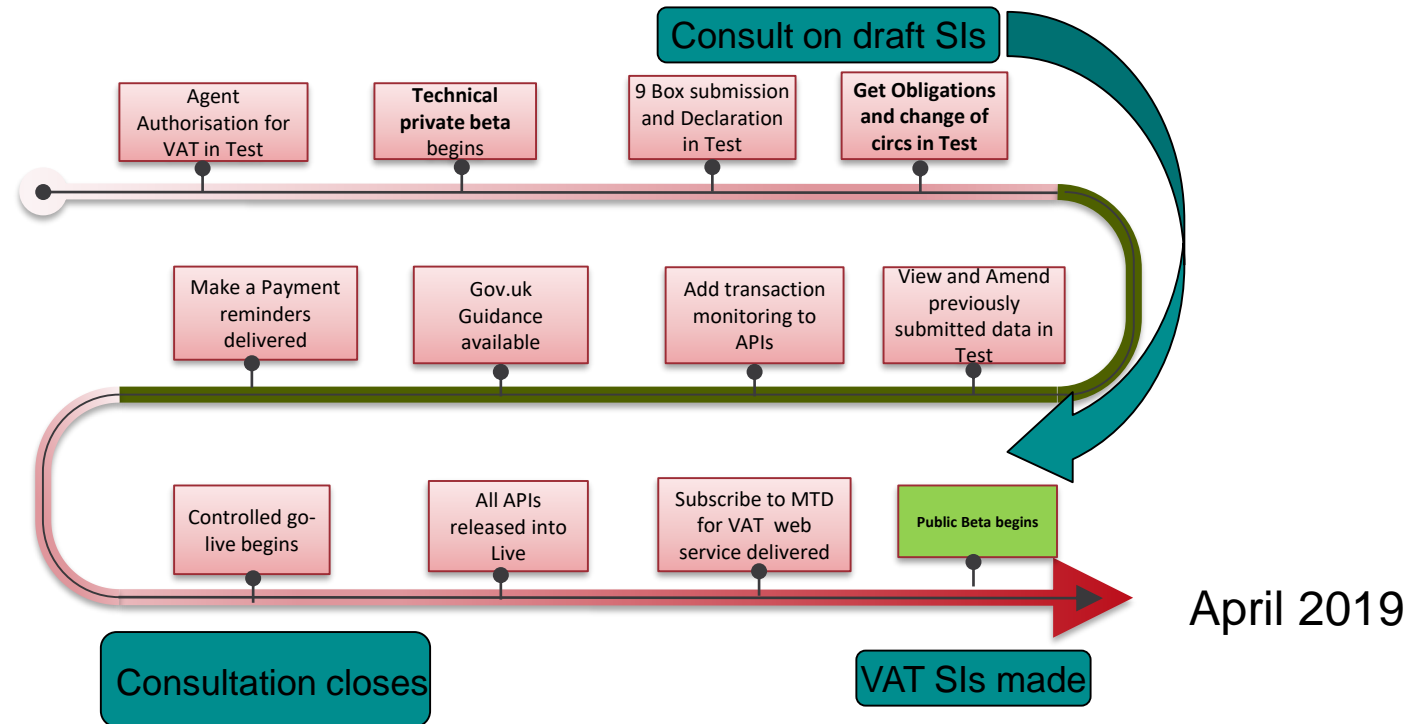 Consult on draft SIs
Agent
Authorisation for
VAT in Test
Technical
private beta
begins
9 Box submission
and Declaration
in Test
Get Obligations
and change of
circs in Test
Make a Payment
reminders
delivered
Gov.uk
Guidance
available
Add transaction
monitoring to
APIs
View and Amend
previously
submitted data in
Test
Controlled go-
live begins
All APIs
released into
Live
Subscribe to MTD
for VAT web
service delivered
Public Beta begins
April 2019
Consultation closes
VAT SIs made